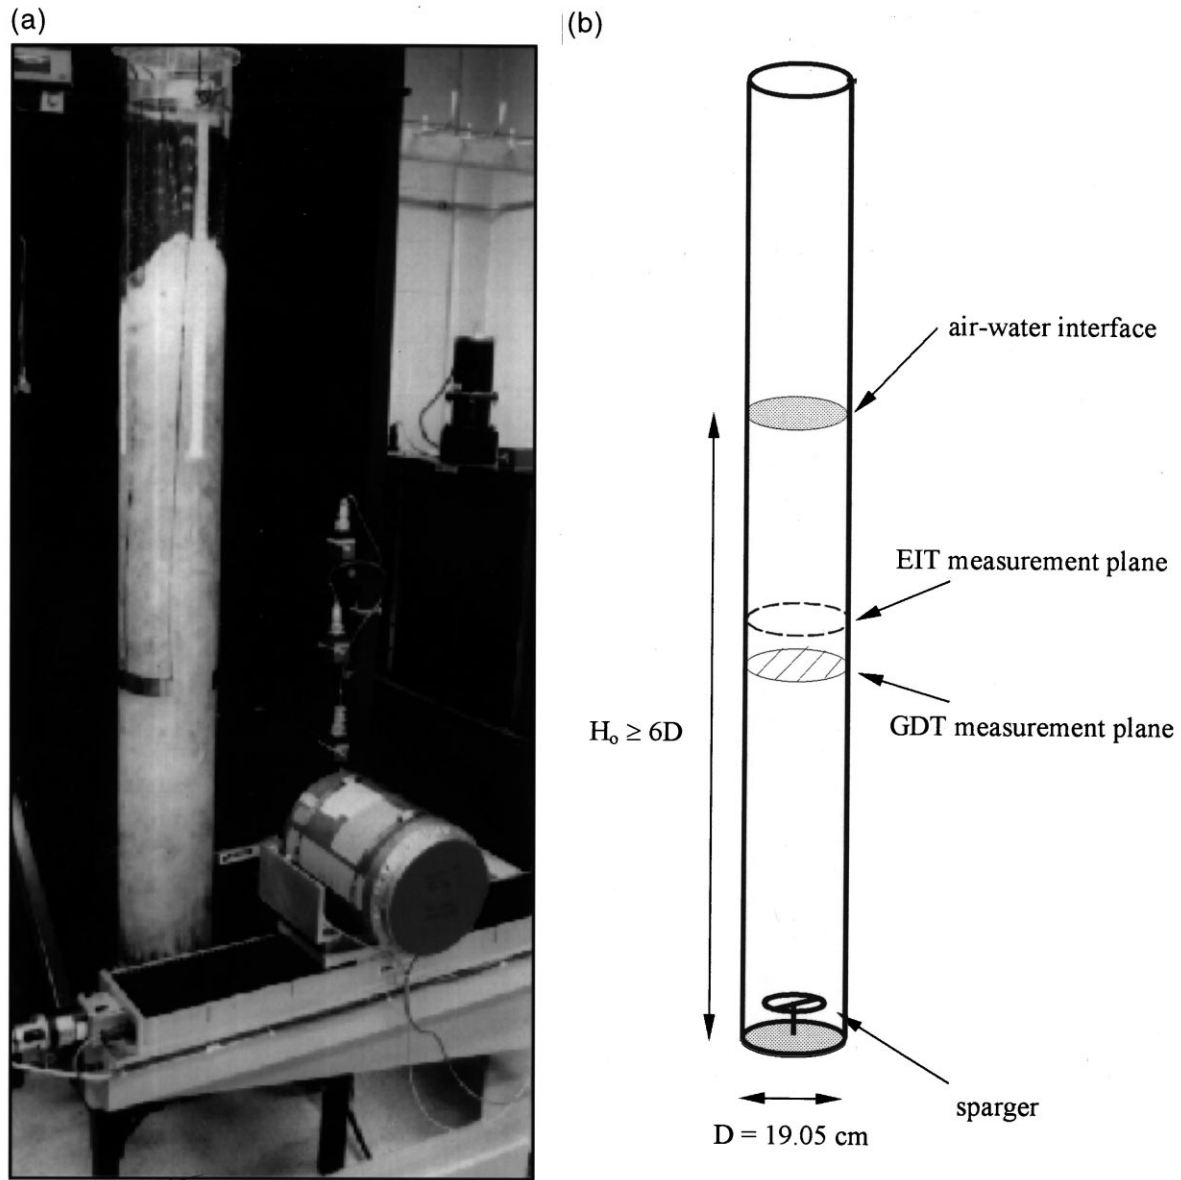 (a)
(b)
air-water interface
EIT measurement plane
GDT measurement plane
H₀ ≥ 6D
sparger
D = 19.05 cm